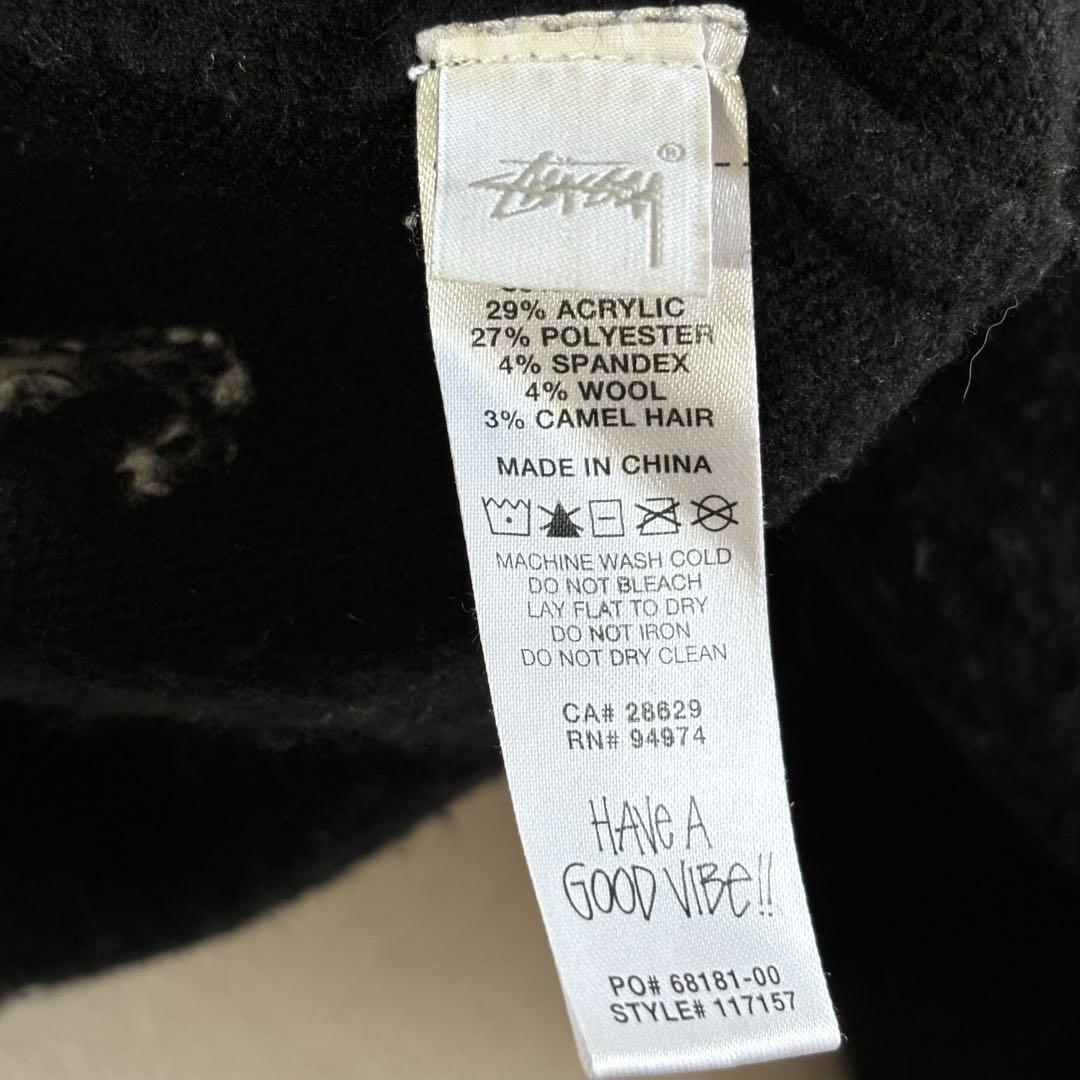 STÜSSY®
29% ACRYLIC
27% POLYESTER
4% SPANDEX
4% WOOL
3% CAMEL HAIR
MADE IN CHINA
MACHINE WASH COLD
DO NOT BLEACH
LAY FLAT TO DRY
DO NOT IRON
DO NOT DRY CLEAN
CA# 28629
RN# 94974
HAVE A
GOOD VIBE!!
PO# 68181-00
STYLE# 117157